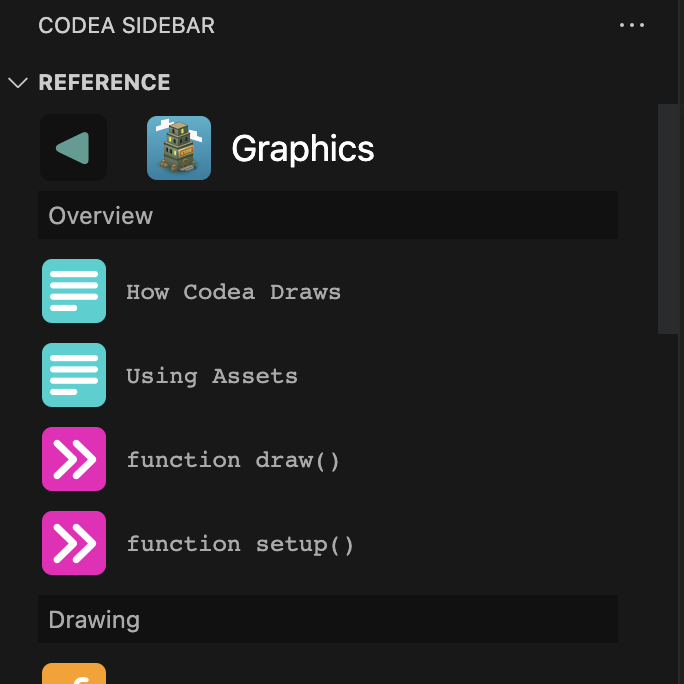 CODEA SIDEBAR
REFERENCE
Graphics
Overview
How Codea Draws
Using Assets
function draw()
function setup()
Drawing